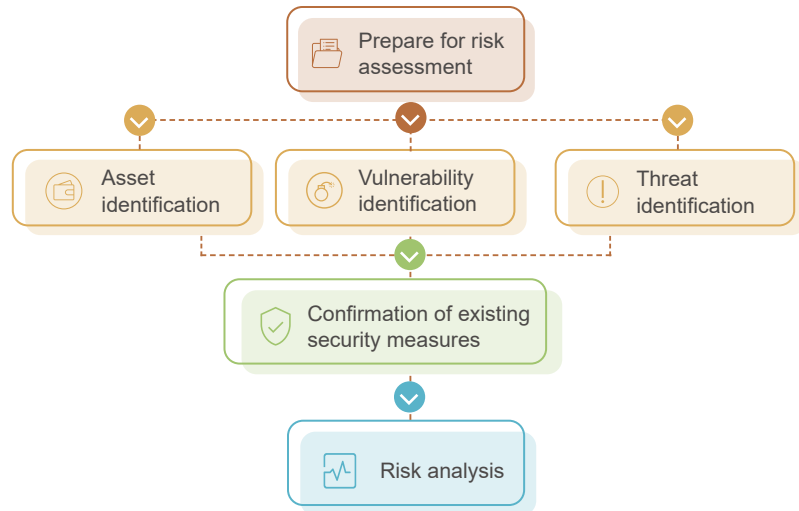 Prepare for risk
assessment
Asset
identification
Vulnerability
identification
Threat
identification
Confirmation of existing
security measures
Risk analysis